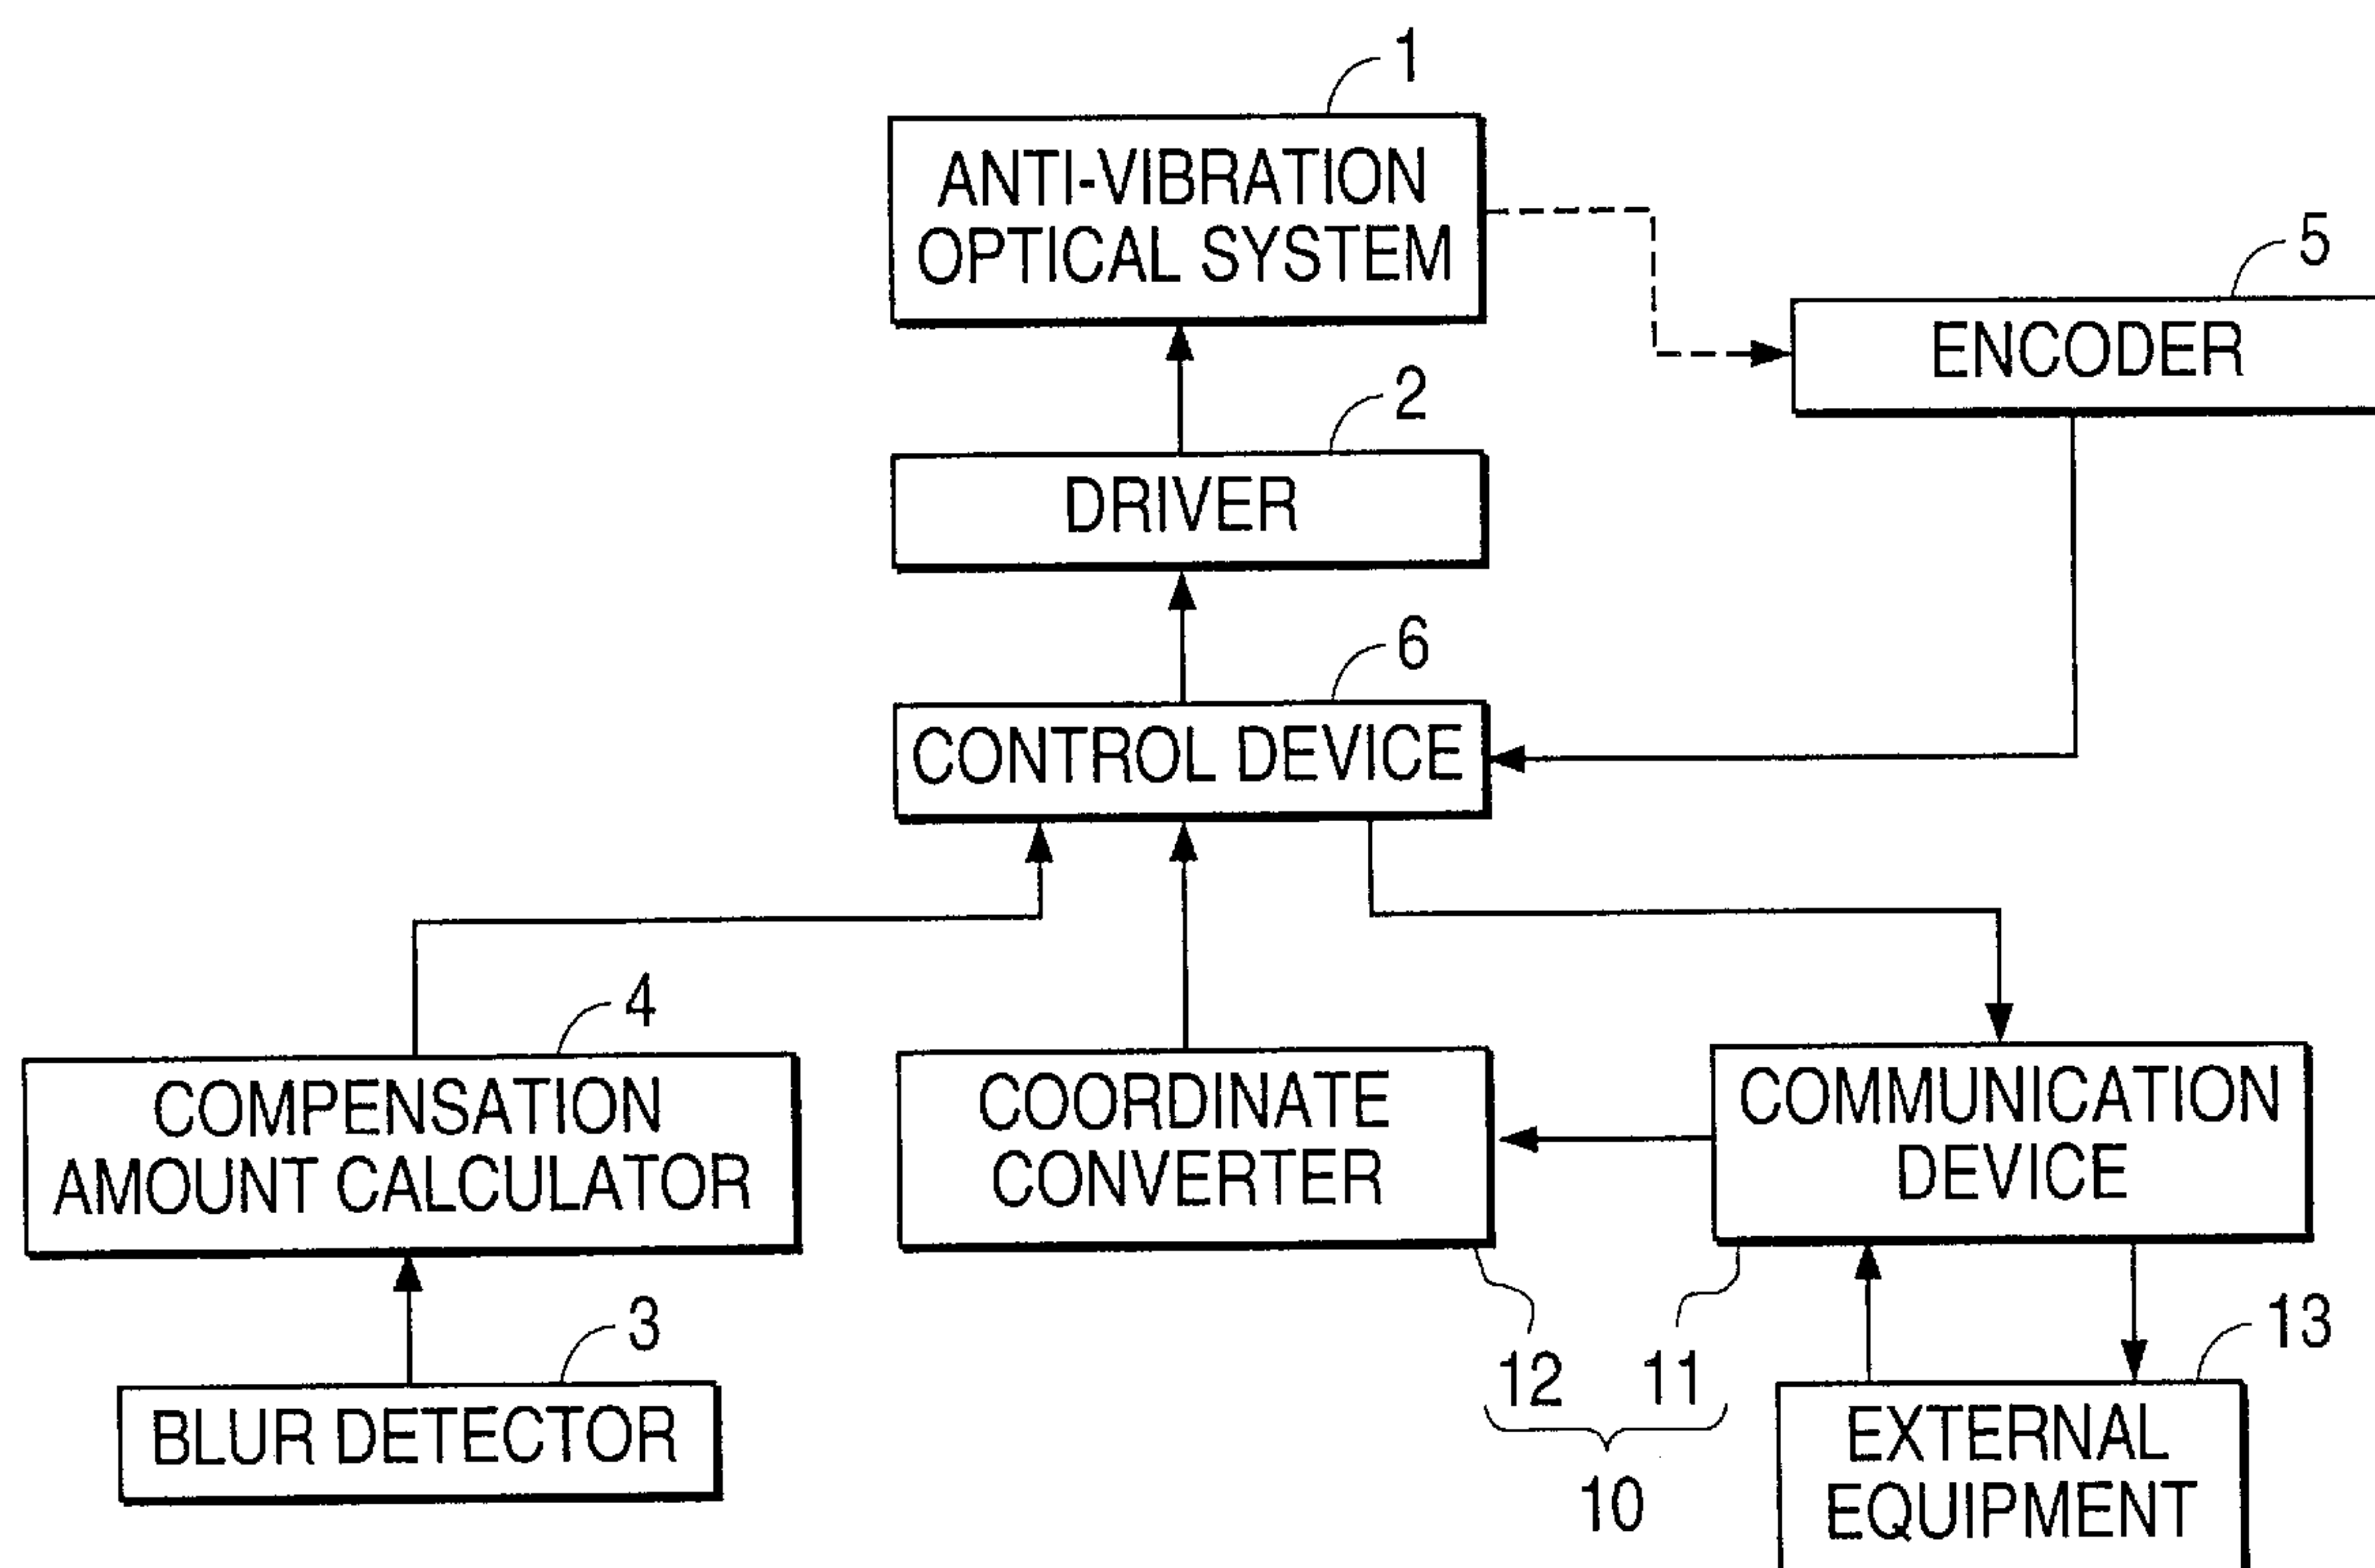 1
ANTI-VIBRATION
OPTICAL SYSTEM
5
ENCODER
2
DRIVER
6
CONTROL DEVICE
4
COMPENSATION
AMOUNT CALCULATOR
COORDINATE
CONVERTER
COMMUNICATION
DEVICE
3
BLUR DETECTOR
12
11
10
13
EXTERNAL
EQUIPMENT